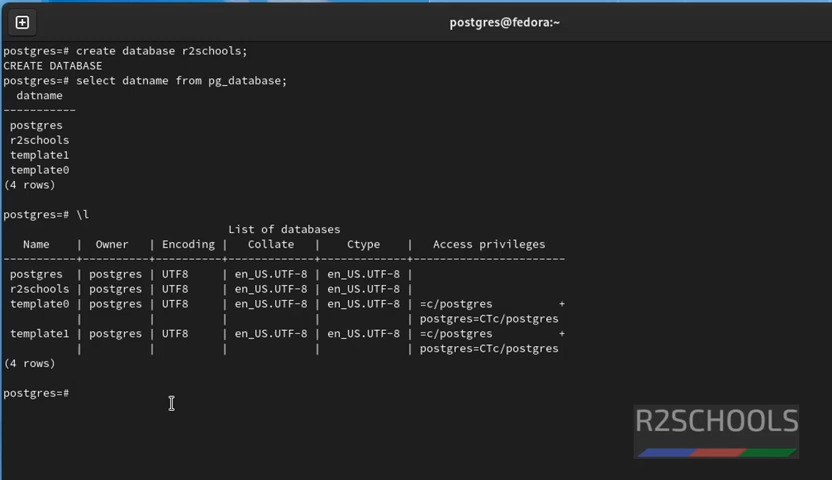 postgres@fedora:~
postgres=# create database r2schools;
CREATE DATABASE
postgres=# select datname from pg_database;
  datname
-----------
 postgres
 r2schools
 template1
 template0
(4 rows)

postgres=# \l
                                  List of databases
   Name    |  Owner   | Encoding |   Collate   |    Ctype    |   Access privileges
-----------+----------+----------+-------------+-------------+-----------------------
 postgres  | postgres | UTF8     | en_US.UTF-8 | en_US.UTF-8 |
 r2schools | postgres | UTF8     | en_US.UTF-8 | en_US.UTF-8 |
 template0 | postgres | UTF8     | en_US.UTF-8 | en_US.UTF-8 | =c/postgres          +
           |          |          |             |             | postgres=CTc/postgres
 template1 | postgres | UTF8     | en_US.UTF-8 | en_US.UTF-8 | =c/postgres          +
           |          |          |             |             | postgres=CTc/postgres
(4 rows)

postgres=#
R2SCHOOLS